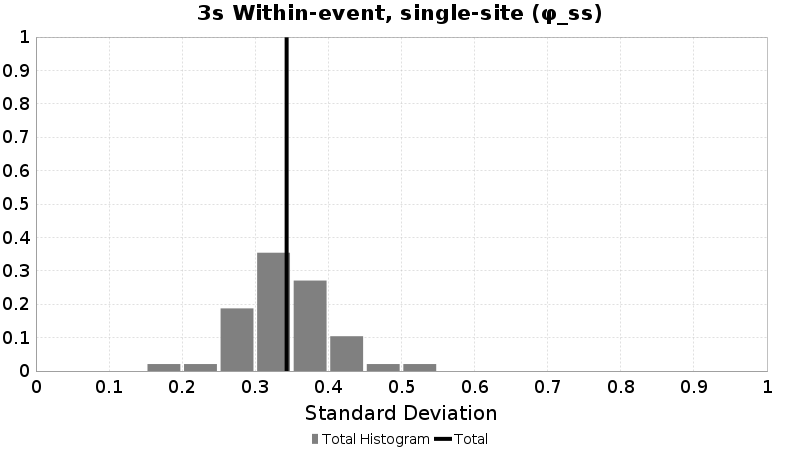 3s Within-event, single-site (φ_ss)
1
0.9
0.8
0.7
0.6
0.5
0.4
0.3
0.2
0.1
0
0 0.1 0.2 0.3 0.4 0.5 0.6 0.7 0.8 0.9 1
Standard Deviation
Total Histogram Total